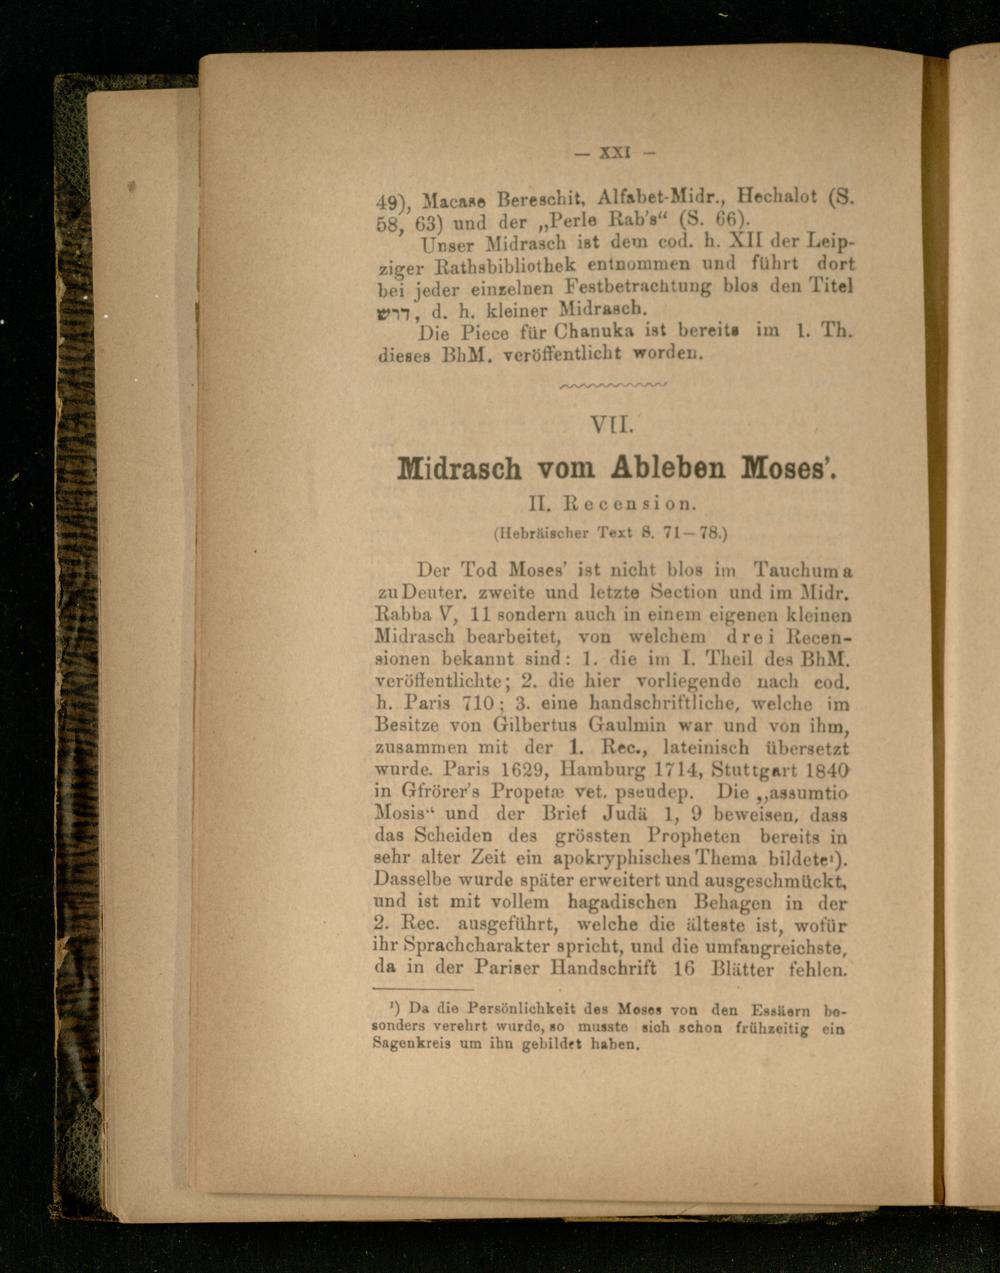 — XXI —
49), Macase Bereschit, Alfabet-Midr., Hechalot (S.
58, 63) und der „Perle Rab's“ (S. 66).
Unser Midrasch ist dem cod. h. XII der Leip-
ziger Rathsbibliothek entnommen und führt dort
bei jeder einzelnen Festbetrachtung blos den Titel
דרש, d. h. kleiner Midrasch.
Die Piece für Chanuka ist bereits im 1. Th.
dieses BhM. veröffentlicht worden.
VII.
Midrasch vom Ableben Moses'.
II. Recension.
(Hebräischer Text S. 71—78.)
Der Tod Moses' ist nicht blos im Tauchuma
zu Deuter. zweite und letzte Section und im Midr.
Rabba V, 11 sondern auch in einem eigenen kleinen
Midrasch bearbeitet, von welchem drei Recen-
sionen bekannt sind: 1. die im I. Theil des BhM.
veröffentlichte; 2. die hier vorliegende nach cod.
h. Paris 710; 3. eine handschriftliche, welche im
Besitze von Gilbertus Gaulmin war und von ihm,
zusammen mit der 1. Rec., lateinisch übersetzt
wurde. Paris 1629, Hamburg 1714, Stuttgart 1840
in Gfrörer's Propetæ vet. pseudep. Die „assumtio
Mosis“ und der Brief Judä 1, 9 beweisen, dass
das Scheiden des grössten Propheten bereits in
sehr alter Zeit ein apokryphisches Thema bildete¹).
Dasselbe wurde später erweitert und ausgeschmückt,
und ist mit vollem hagadischen Behagen in der
2. Rec. ausgeführt, welche die älteste ist, wofür
ihr Sprachcharakter spricht, und die umfangreichste,
da in der Pariser Handschrift 16 Blätter fehlen.
¹) Da die Persönlichkeit des Moses von den Essäern be-
sonders verehrt wurde, so musste sich schon frühzeitig ein
Sagenkreis um ihn gebildet haben.